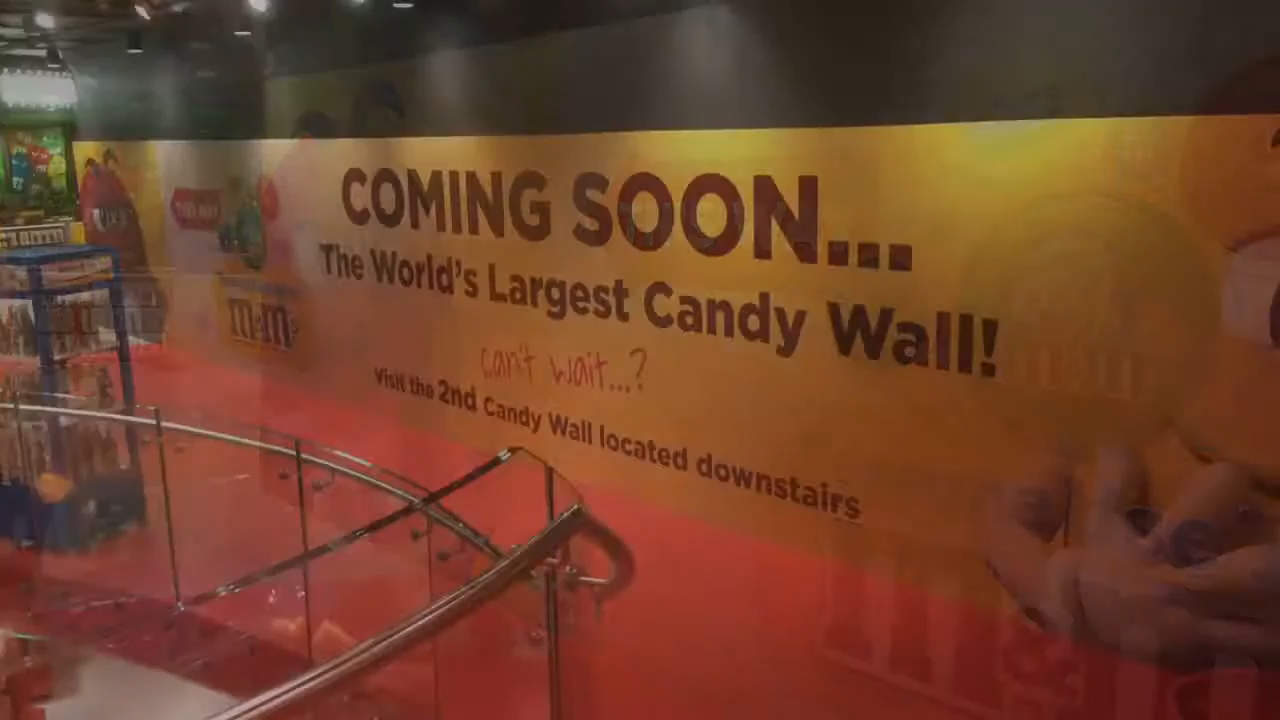 COMING SOON...
The World's Largest Candy Wall!
can't wait...?
Visit the 2nd Candy Wall located downstairs
m&m's